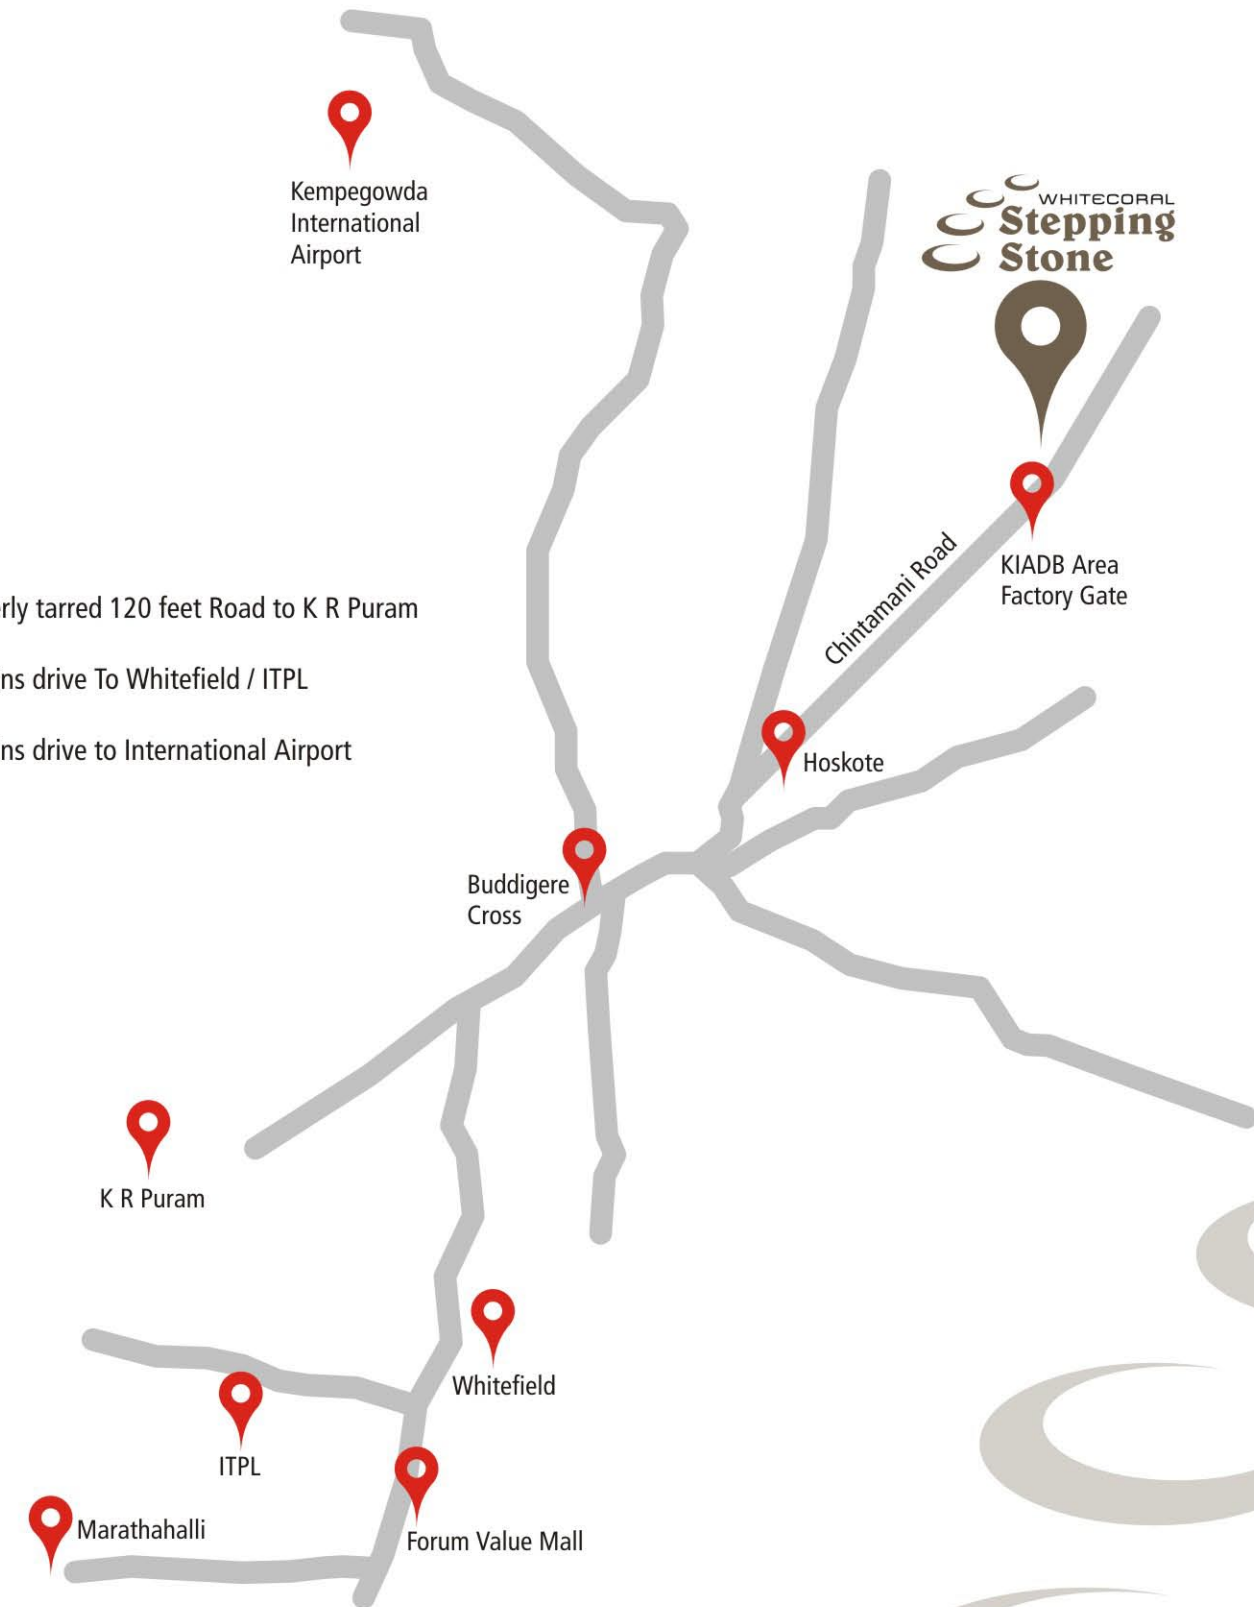 Kempegowda
International
Airport
WHITECORAL
Stepping
Stone
KIADB Area
Factory Gate
Chintamani Road
tarred 120 feet Road to K R Puram
drive To Whitefield / ITPL
drive to International Airport
Hoskote
Buddigere
Cross
K R Puram
Whitefield
ITPL
Marathahalli
Forum Value Mall